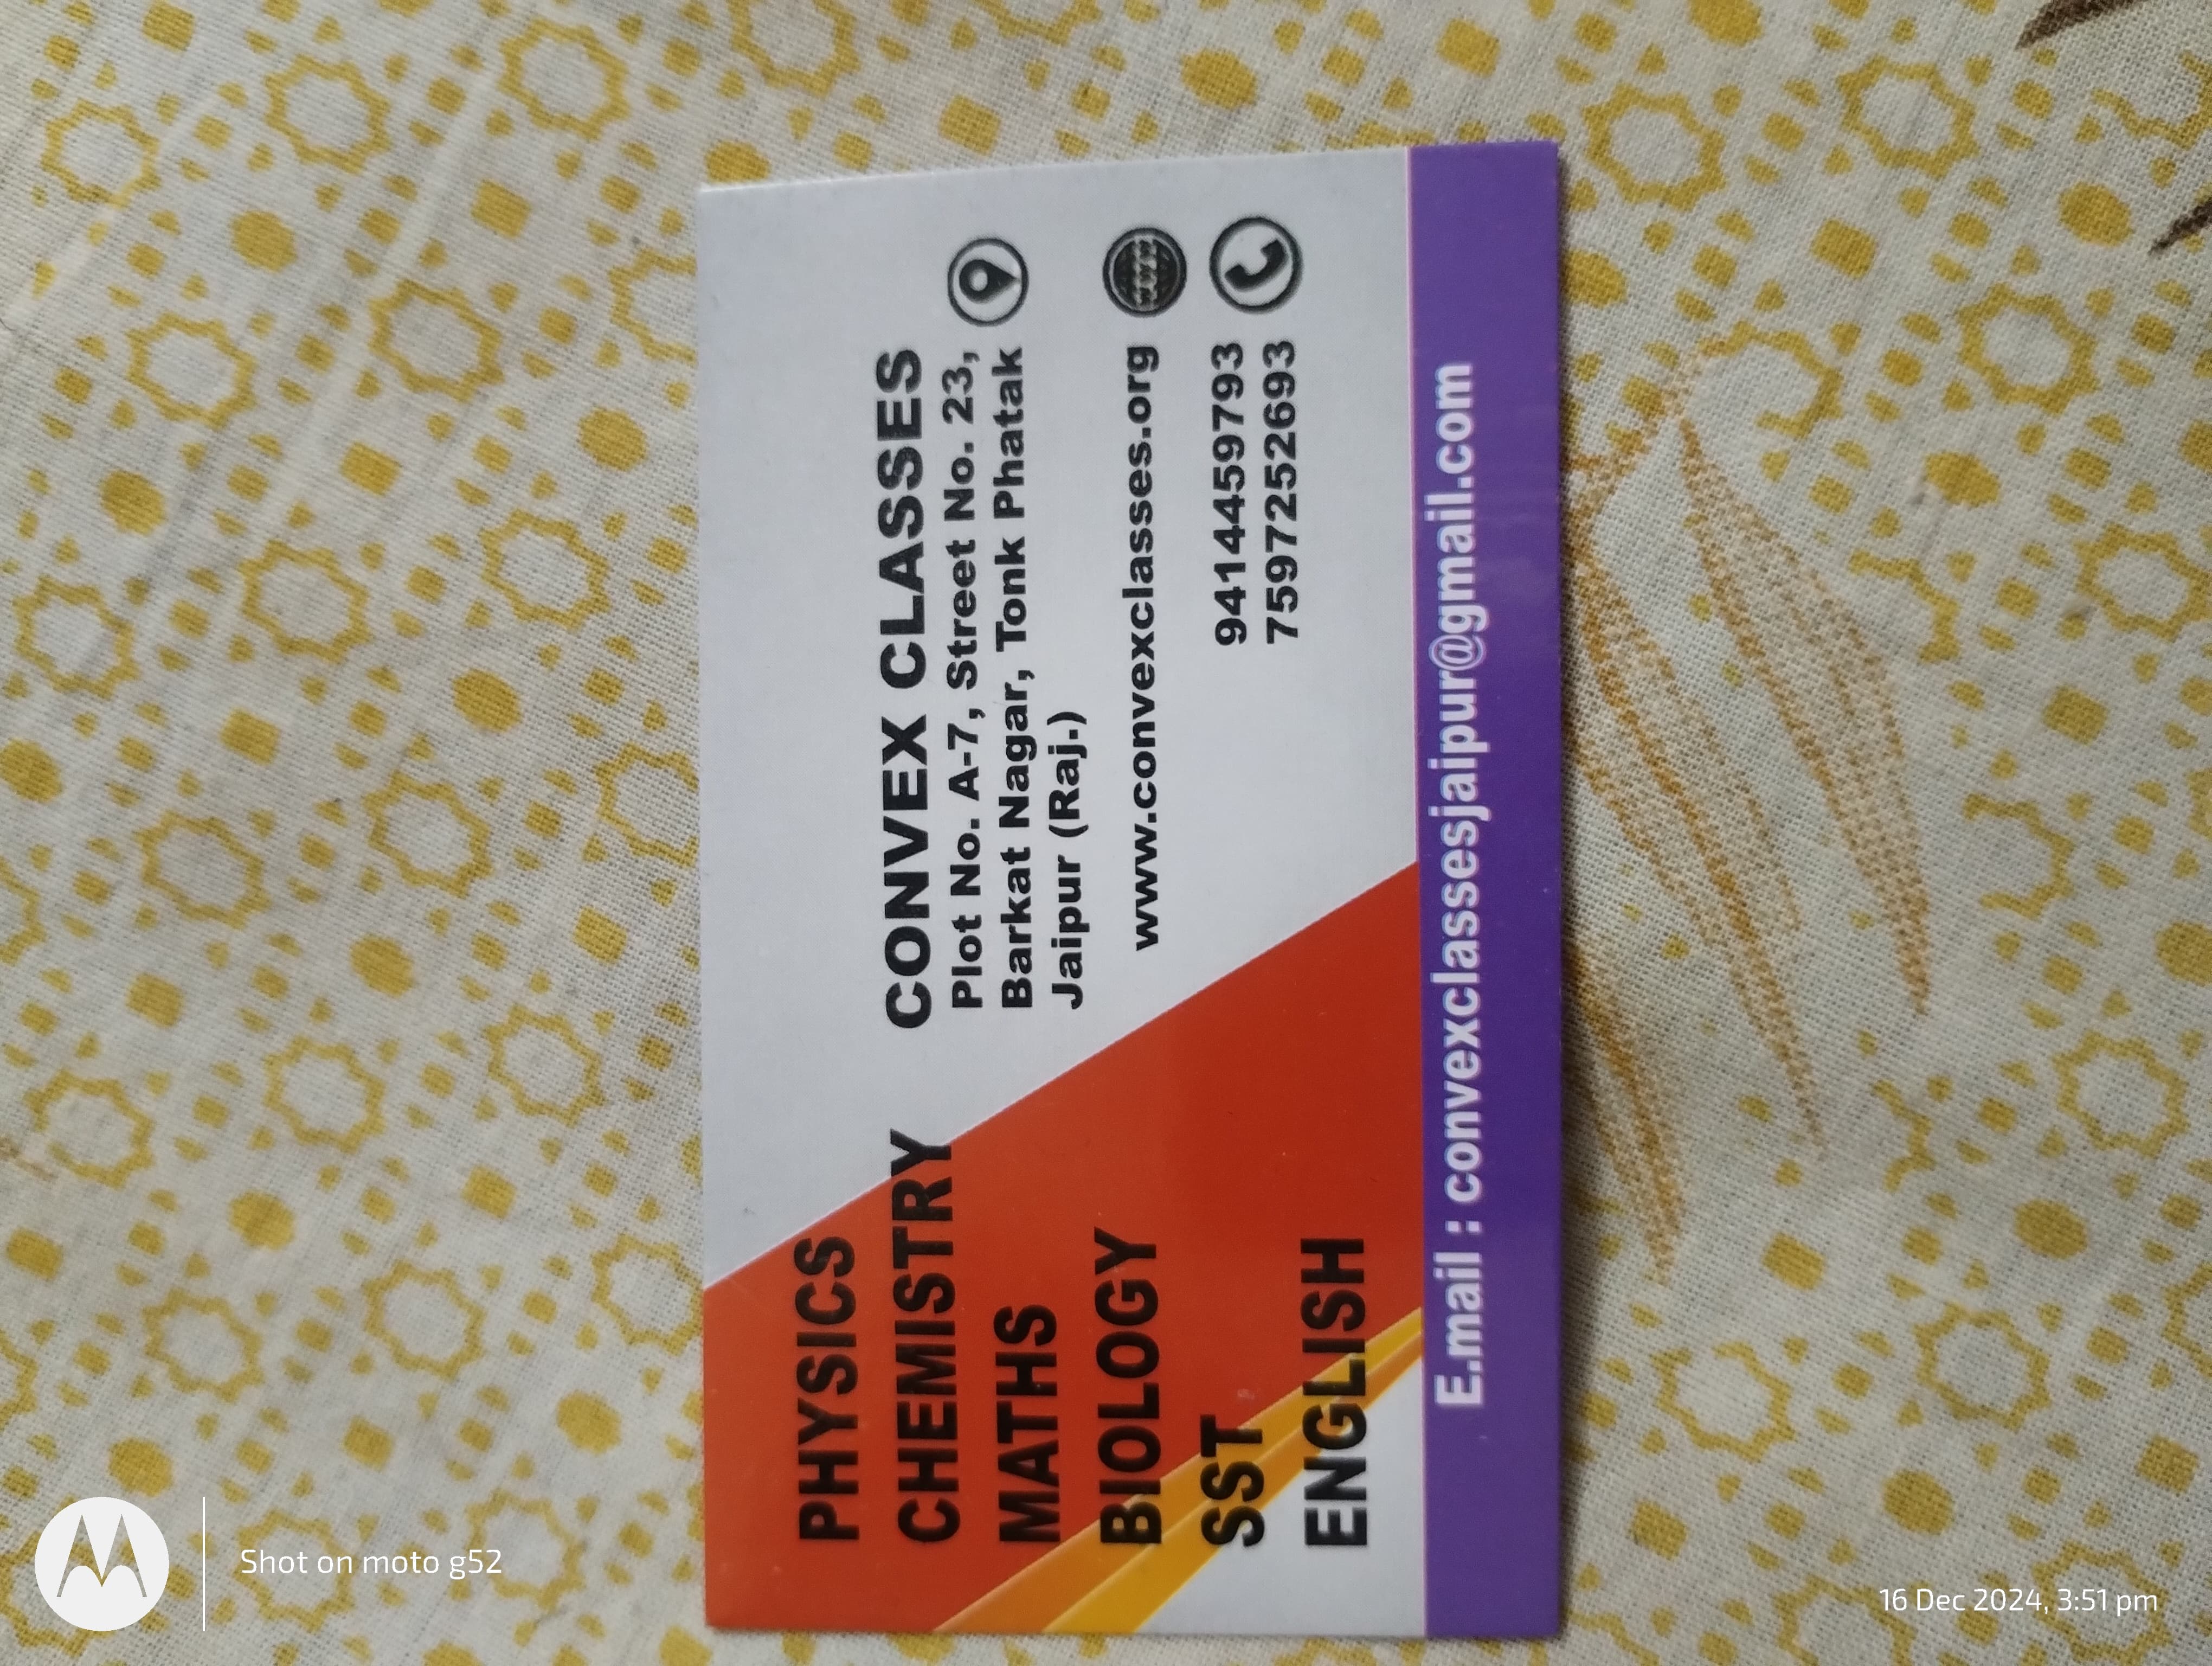 PHYSICS
CHEMISTRY
MATHS
BIOLOGY
SST
ENGLISH
CONVEX CLASSES
Plot No. A-7, Street No. 23,
Barkat Nagar, Tonk Phatak
Jaipur (Raj.)
www.convexclasses.org
9414459793
7597252693
E.mail : convexclassesjaipur@gmail.com
Shot on moto g52
16 Dec 2024, 3:51 pm